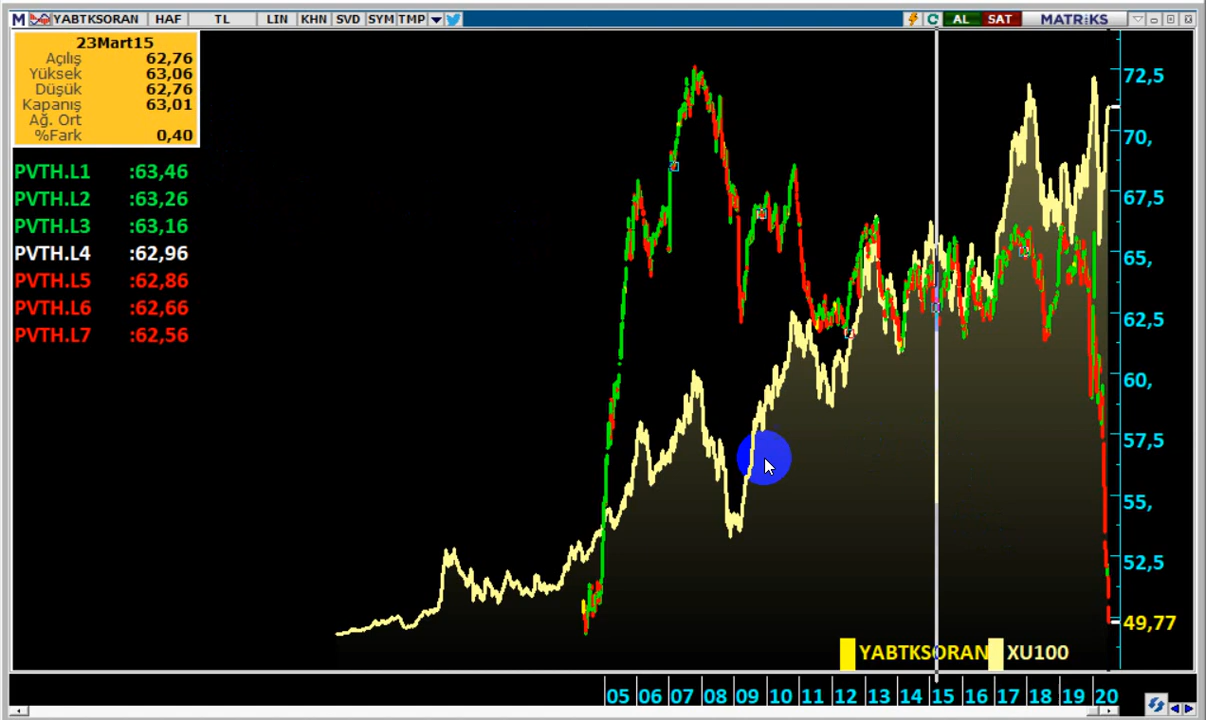 M YABTKSORAN HAF TL LIN KHN SVD SYM TMP AL SAT MATRiKS
23Mart15
Açılış 62,76
Yüksek 63,06
Düşük 62,76
Kapanış 63,01
Ağ. Ort
%Fark 0,40
PVTH.L1 :63,46
PVTH.L2 :63,26
PVTH.L3 :63,16
PVTH.L4 :62,96
PVTH.L5 :62,86
PVTH.L6 :62,66
PVTH.L7 :62,56
72,5
70,
67,5
65,
62,5
60,
57,5
55,
52,5
49,77
YABTKSORAN XU100
05 06 07 08 09 10 11 12 13 14 15 16 17 18 19 20